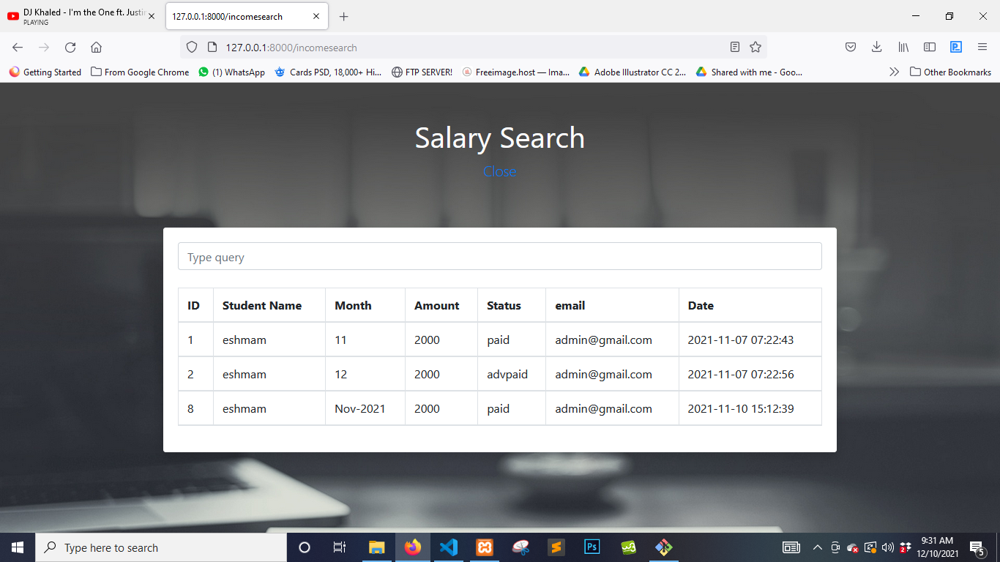 DJ Khaled - I'm the One ft. Justin
PLAYING
127.0.0.1:8000/incomesearch
127.0.0.1:8000/incomesearch
Getting Started From Google Chrome (1) WhatsApp Cards PSD, 18,000+ Hi... FTP SERVER! Freeimage.host — Ima... Adobe Illustrator CC 2... Shared with me - Goo... Other Bookmarks
Salary Search
Close
Type query
ID Student Name Month Amount Status email Date
1 eshmam 11 2000 paid admin@gmail.com 2021-11-07 07:22:43
2 eshmam 12 2000 advpaid admin@gmail.com 2021-11-07 07:22:56
8 eshmam Nov-2021 2000 paid admin@gmail.com 2021-11-10 15:12:39
Type here to search
Ps
2
9:31 AM
12/10/2021
5